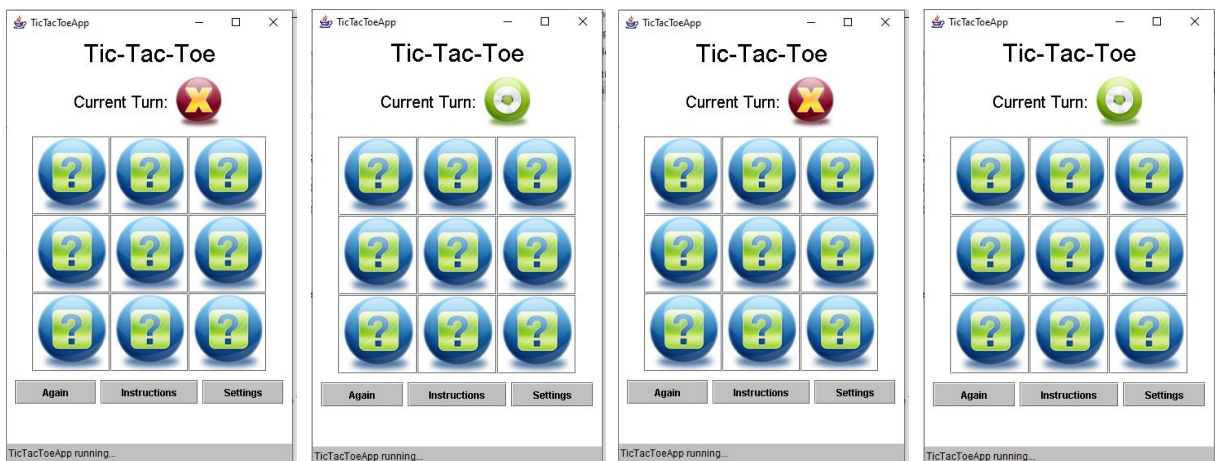 TicTacToeApp
Tic-Tac-Toe
Current Turn: X
? ? ?
? ? ?
? ? ?
Again Instructions Settings
TicTacToeApp running...
TicTacToeApp
Tic-Tac-Toe
Current Turn:
? ? ?
? ? ?
? ? ?
Again Instructions Settings
TicTacToeApp running...
TicTacToeApp
Tic-Tac-Toe
Current Turn: X
? ? ?
? ? ?
? ? ?
Again Instructions Settings
TicTacToeApp running...
TicTacToeApp
Tic-Tac-Toe
Current Turn:
? ? ?
? ? ?
? ? ?
Again Instructions Settings
TicTacToeApp running...